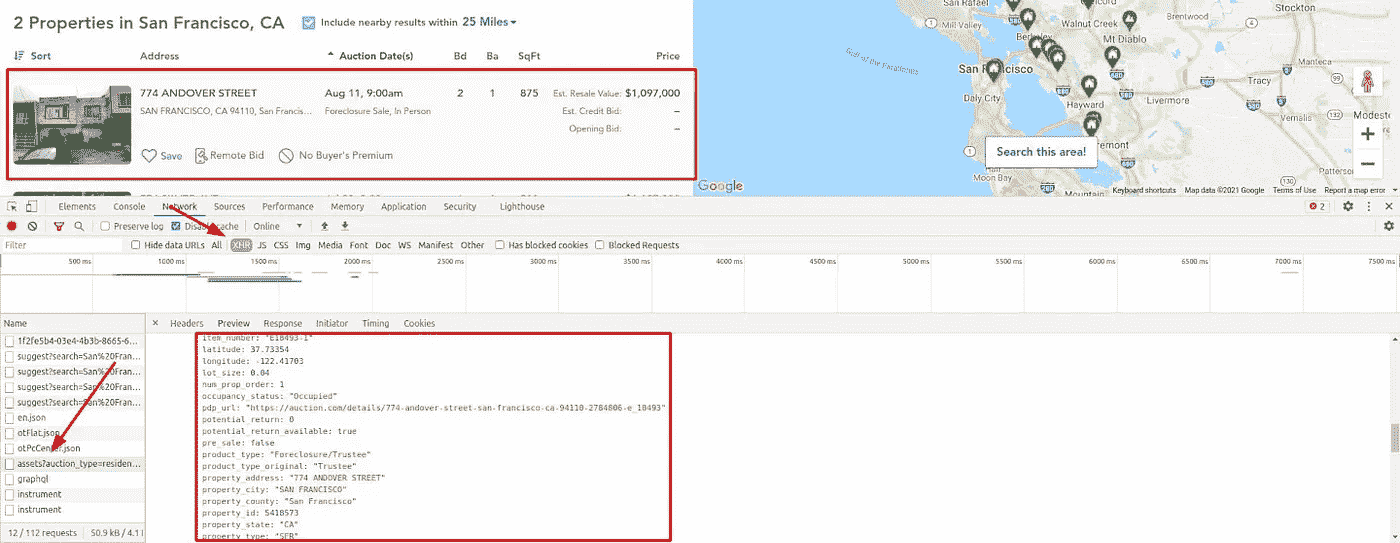 2 Properties in San Francisco, CA Include nearby results within 25 Miles
Sort Address Auction Date(s) Bd Ba SqFt Price
774 ANDOVER STREET Aug 11, 9:00am 2 1 875 Est. Resale Value: $1,097,000
SAN FRANCISCO, CA 94110, San Francis... Foreclosure Sale, In Person Est. Credit Bid: –
Opening Bid: –
Save Remote Bid No Buyer's Premium
San Rafael
Mill Valley
Berkeley
Walnut Creek
Mt Diablo
Brentwood
Stockton
Manteca
Gulf of the Farallones
San Francisco
Daly City
Hayward
Livermore
Tracy
Vernalis
Modest
Fremont
Moon Bay
Mountain
Search this area!
Google
Keyboard shortcuts Map data ©2021 Google Terms of Use Report a map error
Elements Console Network Sources Performance Memory Application Security Lighthouse 2
Preserve log Disable cache Online
Filter Hide data URLs All XHR JS CSS Img Media Font Doc WS Manifest Other Has blocked cookies Blocked Requests
500 ms 1000 ms 1500 ms 2000 ms 2500 ms 3000 ms 3500 ms 4000 ms 4500 ms 5000 ms 5500 ms 6000 ms 6500 ms 7000 ms 7500 ms
Name
1f2fe5b4-03e4-4b3b-8665-6...
suggest?search=San%20Fran...
suggest?search=San%20Fran...
suggest?search=San%20Fran...
suggest?search=San%20Fran...
en.json
otFlat.json
otPcCenter.json
assets?auction_type=residen...
graphql
instrument
instrument
12 / 112 requests 50.9 kB / 4.1
Headers Preview Response Initiator Timing Cookies
item_number: "E18493-1"
latitude: 37.73354
longitude: -122.41703
lot_size: 0.04
num_prop_order: 1
occupancy_status: "Occupied"
pdp_url: "https://auction.com/details/774-andover-street-san-francisco-ca-94110-2784806-e_18493"
potential_return: 0
potential_return_available: true
pre_sale: false
product_type: "Foreclosure/Trustee"
product_type_original: "Trustee"
property_address: "774 ANDOVER STREET"
property_city: "SAN FRANCISCO"
property_county: "San Francisco"
property_id: 5418573
property_state: "CA"
property_type: "SFR"